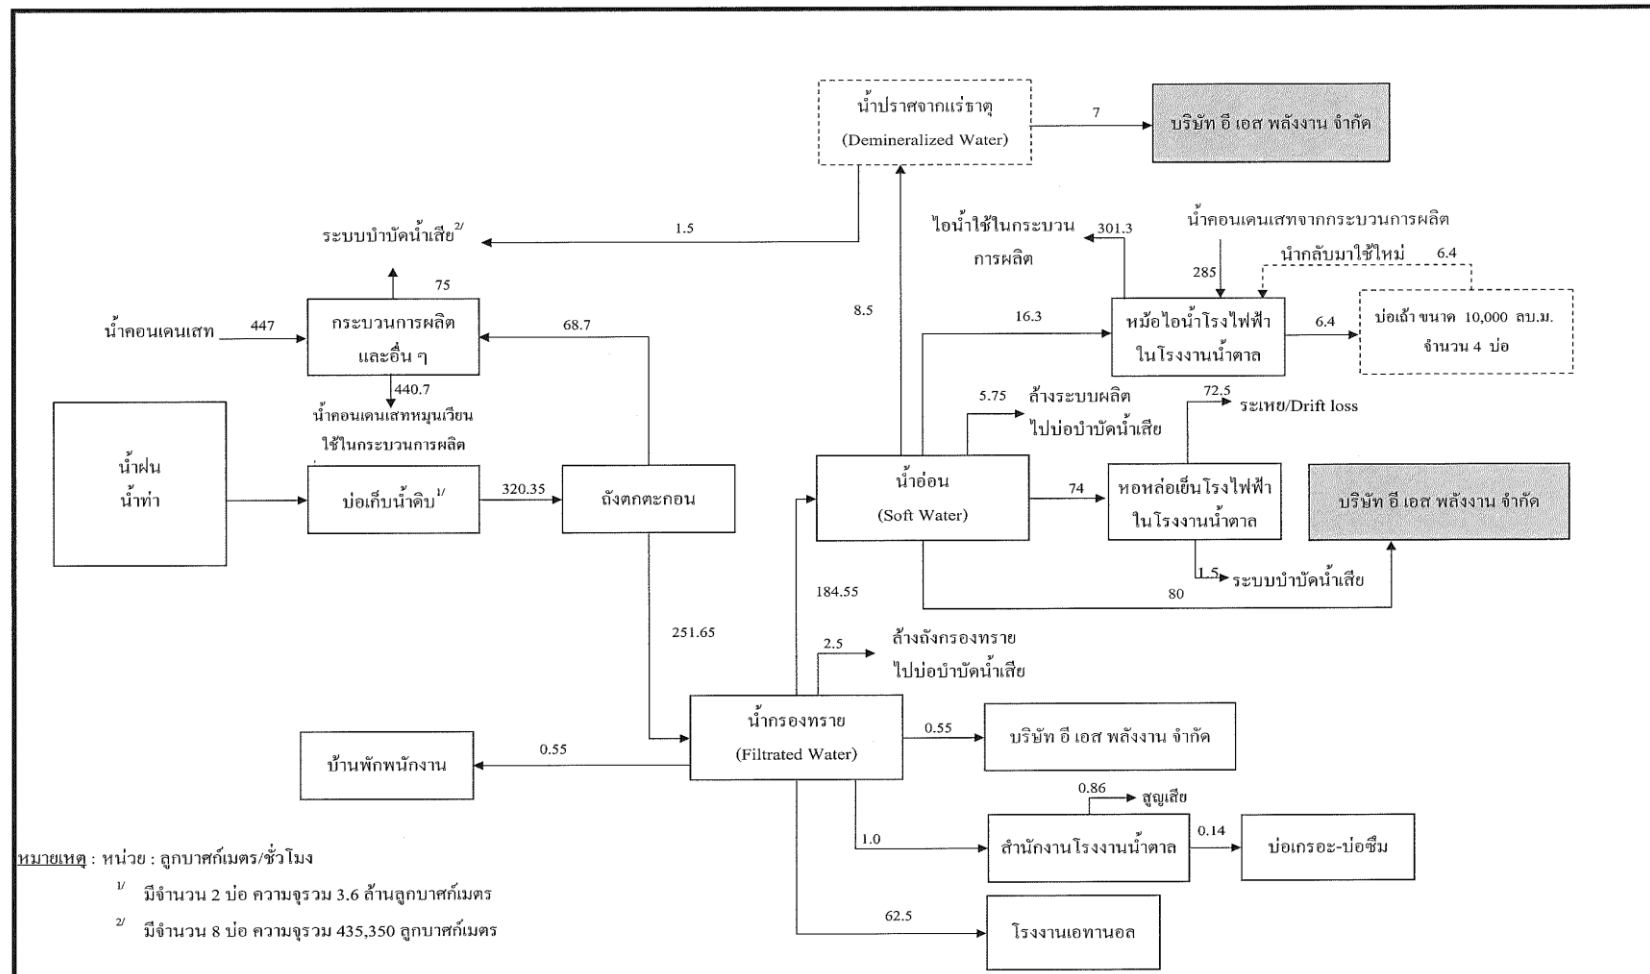 น้ำปราศจากแร่ธาตุ
(Demineralized Water)
7
บริษัท อี เอส พลังงาน จำกัด
ระบบบำบัดน้ำเสีย2/
1.5
ไอน้ำใช้ในกระบวน
การผลิต
301.3
น้ำคอนเดนเสทจากกระบวนการผลิต
นำกลับมาใช้ใหม่
6.4
285
75
8.5
น้ำคอนเดนเสท
447
กระบวนการผลิต
และอื่น ๆ
68.7
16.3
หม้อไอน้ำโรงไฟฟ้า
ในโรงงานน้ำตาล
6.4
บ่อเถ้า ขนาด 10,000 ลบ.ม.
จำนวน 4 บ่อ
440.7
น้ำคอนเดนเสทหมุนเวียน
ใช้ในกระบวนการผลิต
5.75
ล้างระบบผลิต
ไปบ่อบำบัดน้ำเสีย
72.5
ระเหย/Drift loss
น้ำฝน
น้ำท่า
บ่อเก็บน้ำดิบ1/
320.35
ถังตกตะกอน
น้ำอ่อน
(Soft Water)
74
หอหล่อเย็นโรงไฟฟ้า
ในโรงงานน้ำตาล
บริษัท อี เอส พลังงาน จำกัด
1.5
ระบบบำบัดน้ำเสีย
80
184.55
251.65
2.5
ล้างถังกรองทราย
ไปบ่อบำบัดน้ำเสีย
น้ำกรองทราย
(Filtrated Water)
0.55
บริษัท อี เอส พลังงาน จำกัด
บ้านพักพนักงาน
0.55
0.86
สูญเสีย
1.0
สำนักงานโรงงานน้ำตาล
0.14
บ่อเกรอะ-บ่อซึม
62.5
โรงงานเอทานอล
หมายเหตุ : หน่วย : ลูกบาศก์เมตร/ชั่วโมง
1/ มีจำนวน 2 บ่อ ความจุรวม 3.6 ล้านลูกบาศก์เมตร
2/ มีจำนวน 8 บ่อ ความจุรวม 435,350 ลูกบาศก์เมตร